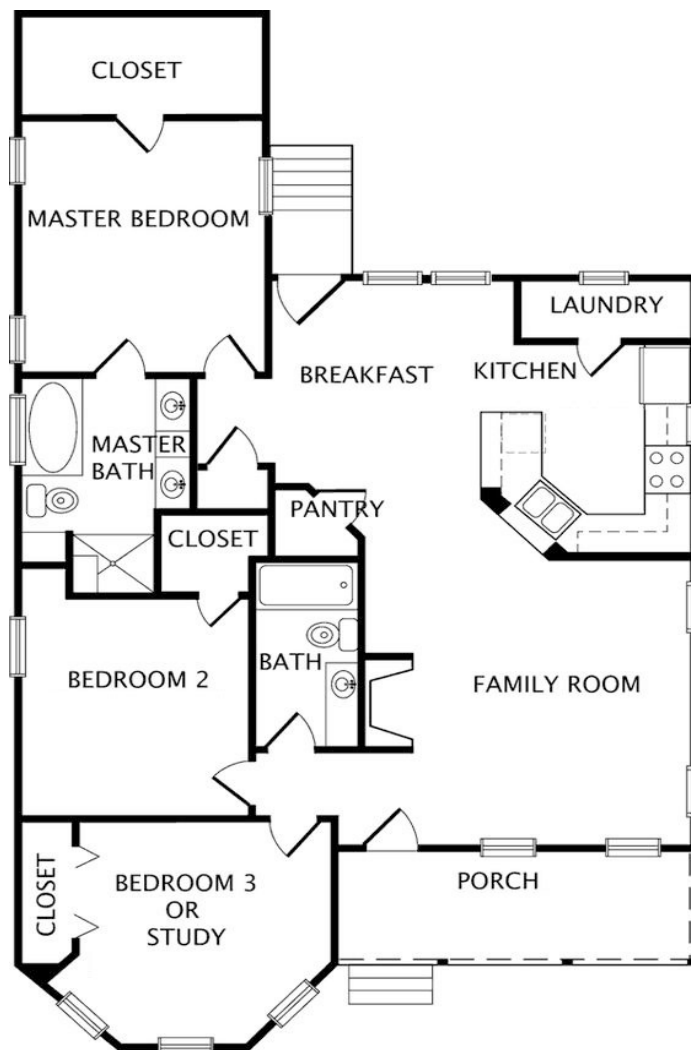 CLOSET
MASTER BEDROOM
LAUNDRY
BREAKFAST
KITCHEN
MASTER
BATH
PANTRY
CLOSET
BATH
BEDROOM 2
FAMILY ROOM
CLOSET
BEDROOM 3
OR
STUDY
PORCH